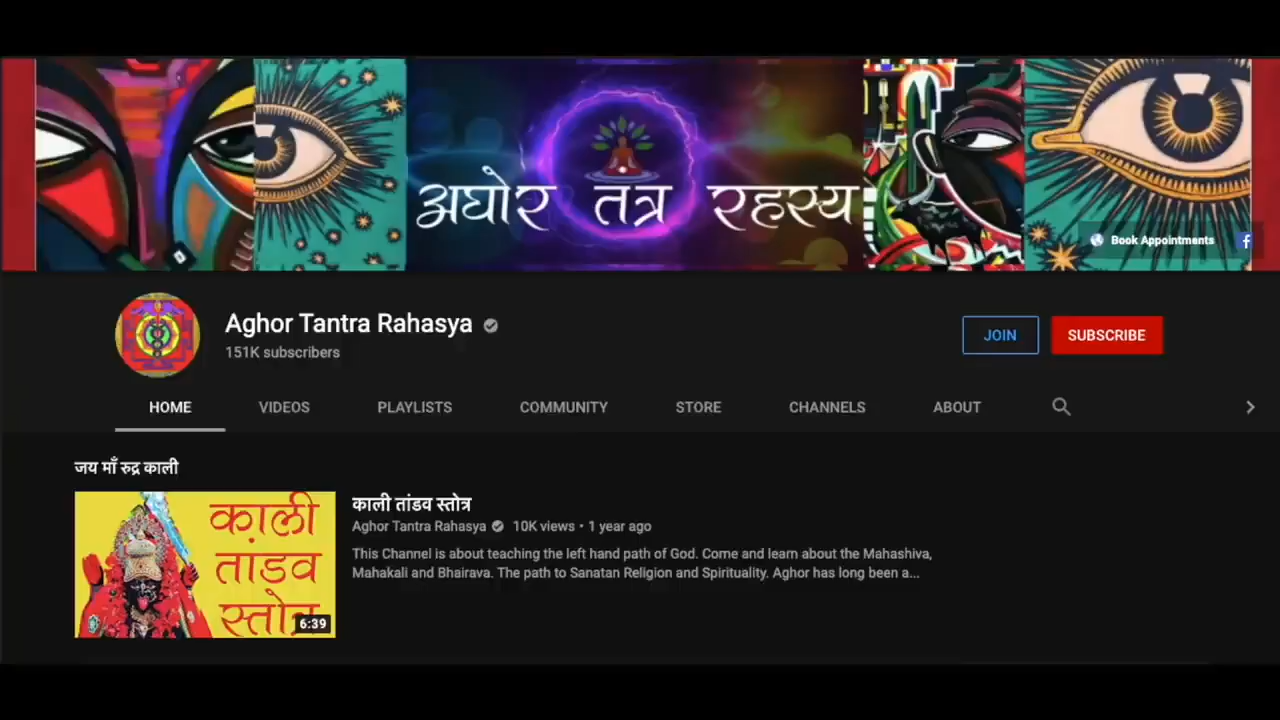 अघोर तत्र रहस्य
Book Appointments
Aghor Tantra Rahasya
151K subscribers
JOIN
SUBSCRIBE
HOME VIDEOS PLAYLISTS COMMUNITY STORE CHANNELS ABOUT
जय माँ रुद्र काली
काली
तांडव
स्तोत्र
6:39
काली तांडव स्तोत्र
Aghor Tantra Rahasya 10K views • 1 year ago
This Channel is about teaching the left hand path of God. Come and learn about the Mahashiva,
Mahakali and Bhairava. The path to Sanatan Religion and Spirituality. Aghor has long been a...